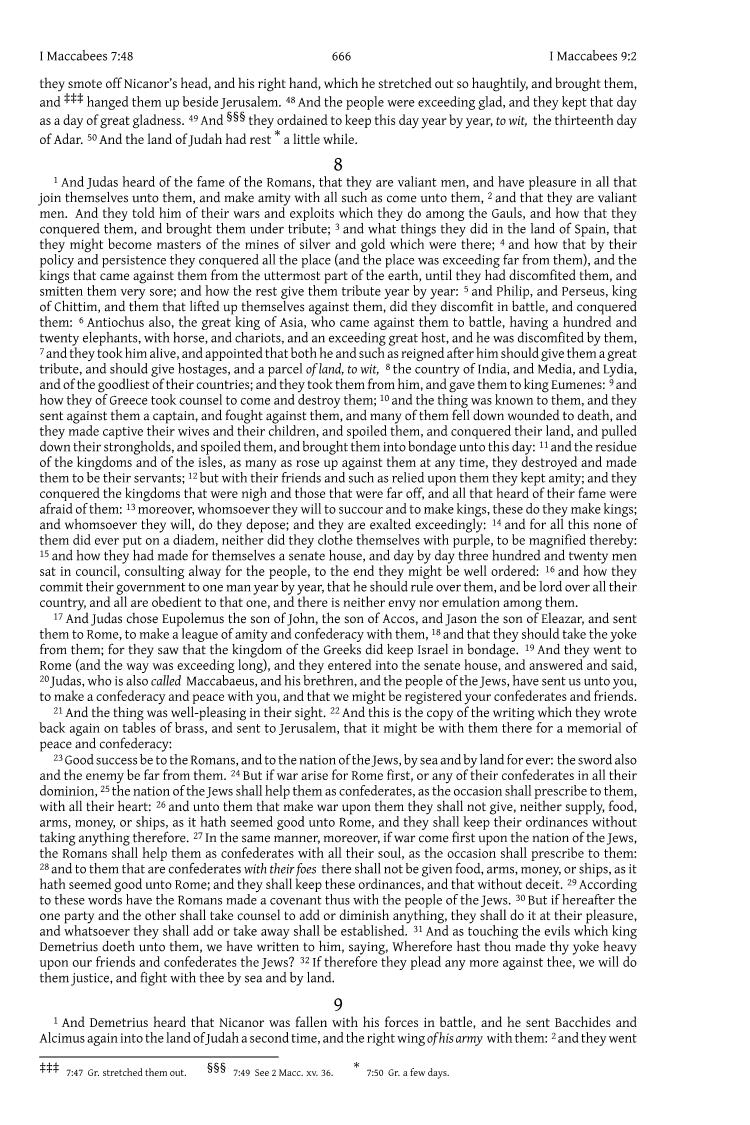 I Maccabees 7:48 666 I Maccabees 9:2
they smote off Nicanor’s head, and his right hand, which he stretched out so haughtily, and brought them,
and ‡‡‡ hanged them up beside Jerusalem. 48 And the people were exceeding glad, and they kept that day
as a day of great gladness. 49 And §§§ they ordained to keep this day year by year, to wit, the thirteenth day
of Adar. 50 And the land of Judah had rest * a little while.
8
1 And Judas heard of the fame of the Romans, that they are valiant men, and have pleasure in all that
join themselves unto them, and make amity with all such as come unto them, 2 and that they are valiant
men. And they told him of their wars and exploits which they do among the Gauls, and how that they
conquered them, and brought them under tribute; 3 and what things they did in the land of Spain, that
they might become masters of the mines of silver and gold which were there; 4 and how that by their
policy and persistence they conquered all the place (and the place was exceeding far from them), and the
kings that came against them from the uttermost part of the earth, until they had discomfited them, and
smitten them very sore; and how the rest give them tribute year by year: 5 and Philip, and Perseus, king
of Chittim, and them that lifted up themselves against them, did they discomfit in battle, and conquered
them: 6 Antiochus also, the great king of Asia, who came against them to battle, having a hundred and
twenty elephants, with horse, and chariots, and an exceeding great host, and he was discomfited by them,
7 and they took him alive, and appointed that both he and such as reigned after him should give them a great
tribute, and should give hostages, and a parcel of land, to wit, 8 the country of India, and Media, and Lydia,
and of the goodliest of their countries; and they took them from him, and gave them to king Eumenes: 9 and
how they of Greece took counsel to come and destroy them; 10 and the thing was known to them, and they
sent against them a captain, and fought against them, and many of them fell down wounded to death, and
they made captive their wives and their children, and spoiled them, and conquered their land, and pulled
down their strongholds, and spoiled them, and brought them into bondage unto this day: 11 and the residue
of the kingdoms and of the isles, as many as rose up against them at any time, they destroyed and made
them to be their servants; 12 but with their friends and such as relied upon them they kept amity; and they
conquered the kingdoms that were nigh and those that were far off, and all that heard of their fame were
afraid of them: 13 moreover, whomsoever they will to succour and to make kings, these do they make kings;
and whomsoever they will, do they depose; and they are exalted exceedingly: 14 and for all this none of
them did ever put on a diadem, neither did they clothe themselves with purple, to be magnified thereby:
15 and how they had made for themselves a senate house, and day by day three hundred and twenty men
sat in council, consulting alway for the people, to the end they might be well ordered: 16 and how they
commit their government to one man year by year, that he should rule over them, and be lord over all their
country, and all are obedient to that one, and there is neither envy nor emulation among them.
17 And Judas chose Eupolemus the son of John, the son of Accos, and Jason the son of Eleazar, and sent
them to Rome, to make a league of amity and confederacy with them, 18 and that they should take the yoke
from them; for they saw that the kingdom of the Greeks did keep Israel in bondage. 19 And they went to
Rome (and the way was exceeding long), and they entered into the senate house, and answered and said,
20 Judas, who is also called Maccabaeus, and his brethren, and the people of the Jews, have sent us unto you,
to make a confederacy and peace with you, and that we might be registered your confederates and friends.
21 And the thing was well-pleasing in their sight. 22 And this is the copy of the writing which they wrote
back again on tables of brass, and sent to Jerusalem, that it might be with them there for a memorial of
peace and confederacy:
23 Good success be to the Romans, and to the nation of the Jews, by sea and by land for ever: the sword also
and the enemy be far from them. 24 But if war arise for Rome first, or any of their confederates in all their
dominion, 25 the nation of the Jews shall help them as confederates, as the occasion shall prescribe to them,
with all their heart: 26 and unto them that make war upon them they shall not give, neither supply, food,
arms, money, or ships, as it hath seemed good unto Rome, and they shall keep their ordinances without
taking anything therefore. 27 In the same manner, moreover, if war come first upon the nation of the Jews,
the Romans shall help them as confederates with all their soul, as the occasion shall prescribe to them:
28 and to them that are confederates with their foes there shall not be given food, arms, money, or ships, as it
hath seemed good unto Rome; and they shall keep these ordinances, and that without deceit. 29 According
to these words have the Romans made a covenant thus with the people of the Jews. 30 But if hereafter the
one party and the other shall take counsel to add or diminish anything, they shall do it at their pleasure,
and whatsoever they shall add or take away shall be established. 31 And as touching the evils which king
Demetrius doeth unto them, we have written to him, saying, Wherefore hast thou made thy yoke heavy
upon our friends and confederates the Jews? 32 If therefore they plead any more against thee, we will do
them justice, and fight with thee by sea and by land.
9
1 And Demetrius heard that Nicanor was fallen with his forces in battle, and he sent Bacchides and
Alcimus again into the land of Judah a second time, and the right wing of his army with them: 2 and they went
‡‡‡ 7:47 Gr. stretched them out. §§§ 7:49 See 2 Macc. xv. 36. * 7:50 Gr. a few days.